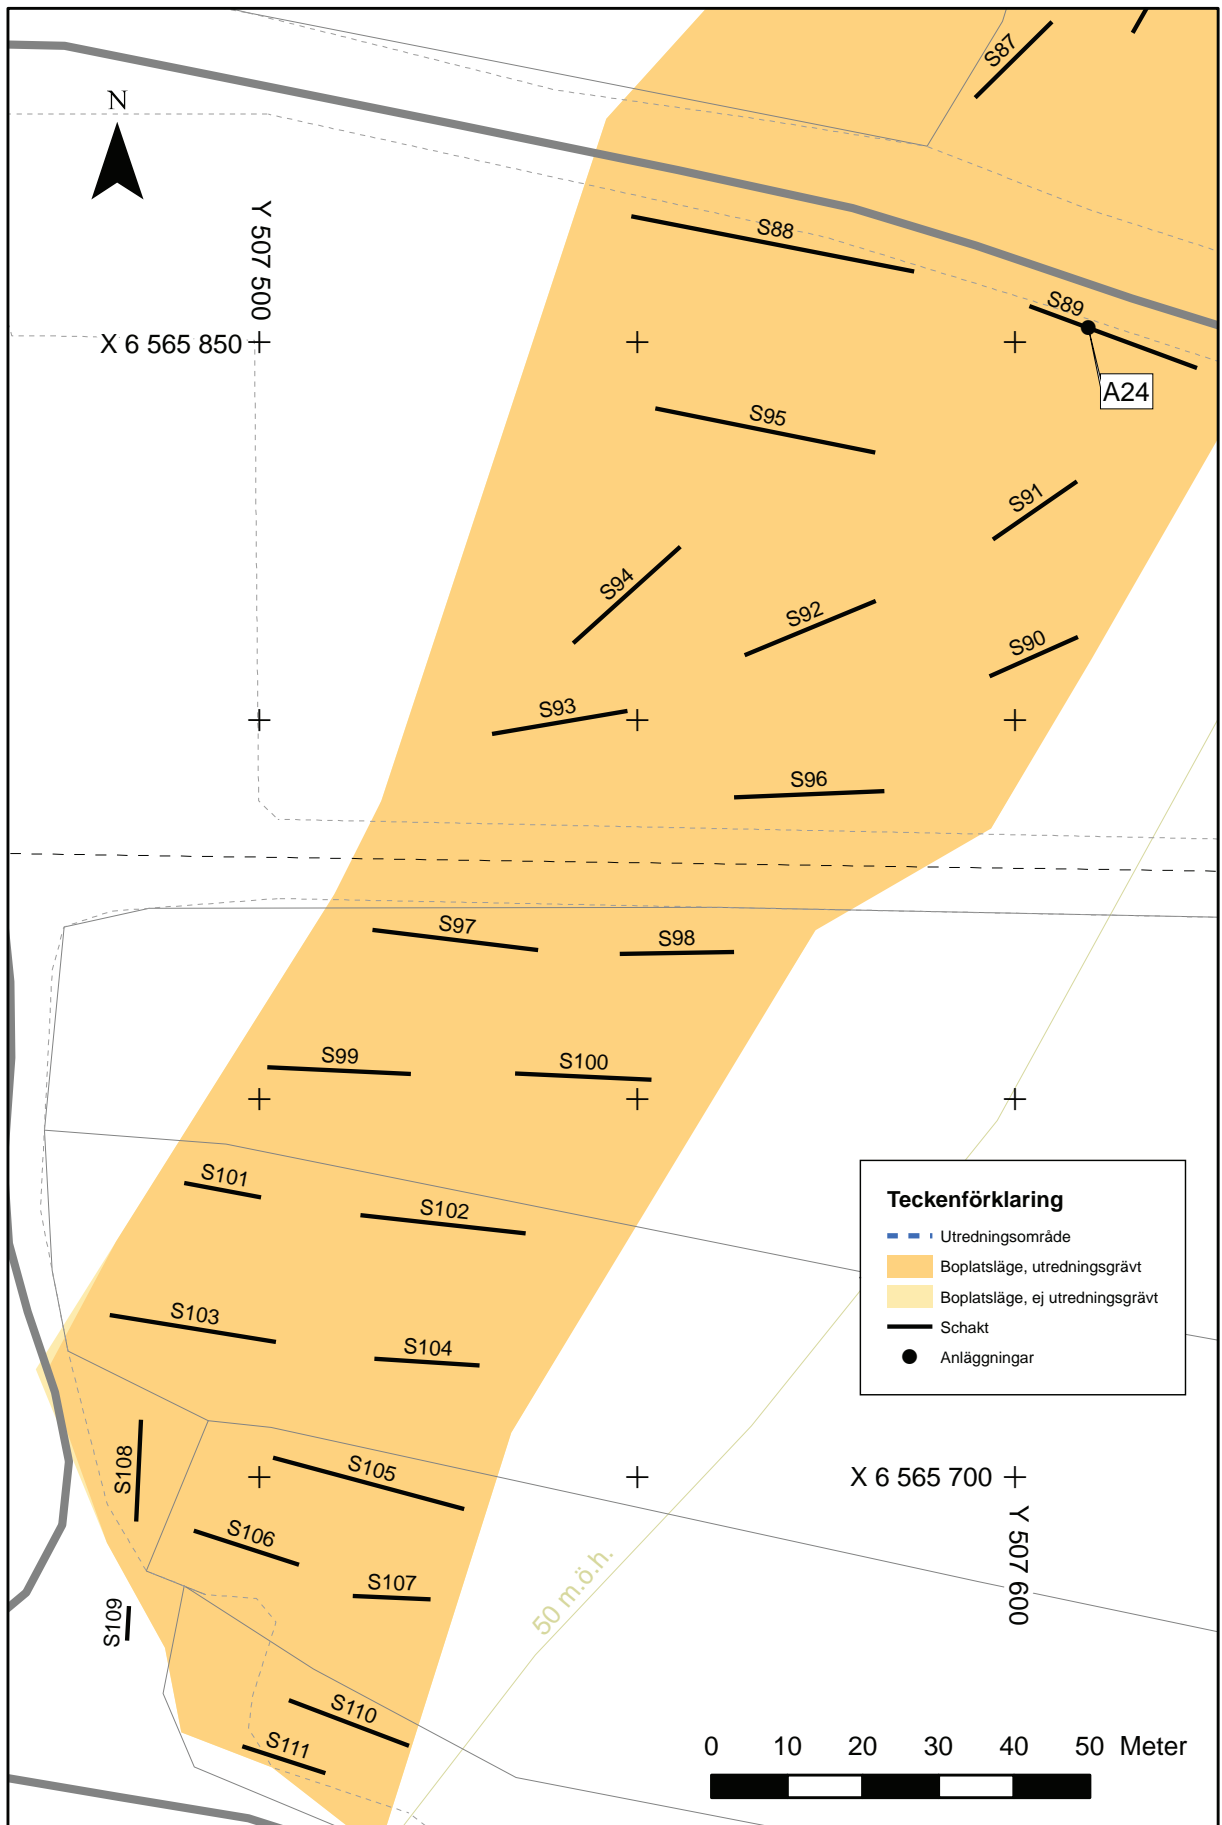 S87
N
S88
Y 507 500
S89
X 6 565 850
A24
S95
S91
S94
S92
S90
S93
S96
S97
S98
S99
S100
S101
S102
Teckenförklaring
Utredningsområde
Boplatsläge, utredningsgrävt
Boplatsläge, ej utredningsgrävt
Schakt
Anläggningar
S103
S104
S108
S105
X 6 565 700
S106
Y 507 600
S107
50 m.ö.h.
S109
S110
S111
0 10 20 30 40 50 Meter